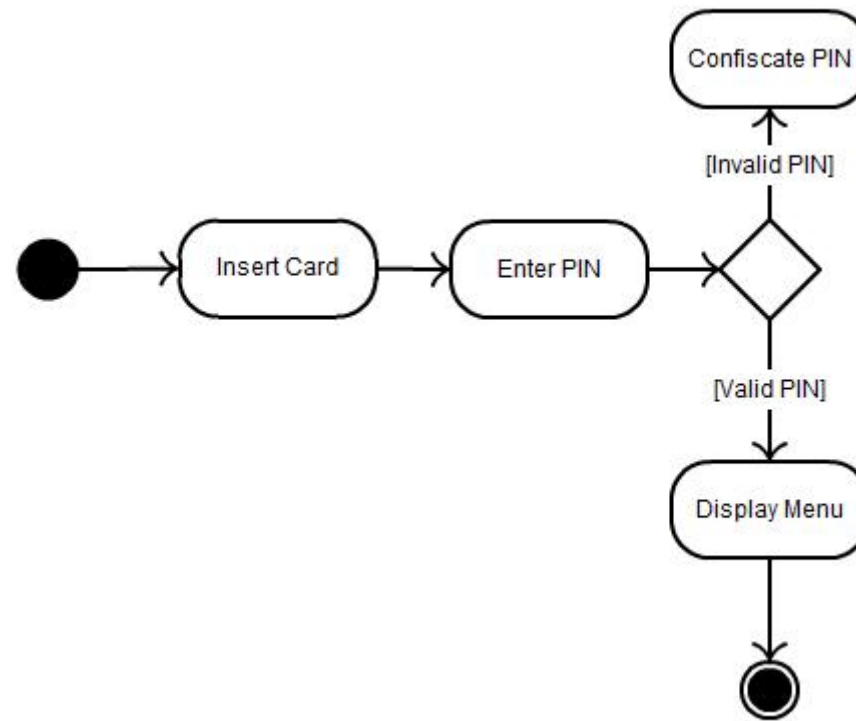 Confiscate PIN
[Invalid PIN]
Insert Card
Enter PIN
[Valid PIN]
Display Menu